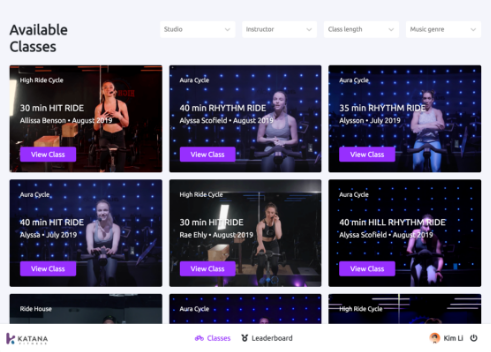 Available
Classes
Studio
Instructor
Class length
Music genre
High Ride Cycle
30 min HIT RIDE
Allissa Benson • August 2019
View Class
Aura Cycle
40 min RHYTHM RIDE
Alyssa Scofield • August 2019
View Class
Aura Cycle
35 min RHYTHM RIDE
Alysson • July 2019
View Class
Aura Cycle
40 min HIT RIDE
Alyssa • July 2019
View Class
High Ride Cycle
30 min HIT RIDE
Rae Ehly • August 2019
View Class
Aura Cycle
40 min HILL RHYTHM RIDE
Alyssa Scofield • August 2019
View Class
Ride House
Aura Cycle
High Ride Cycle
KATANA
FITNESS
Classes
Leaderboard
Kim Li